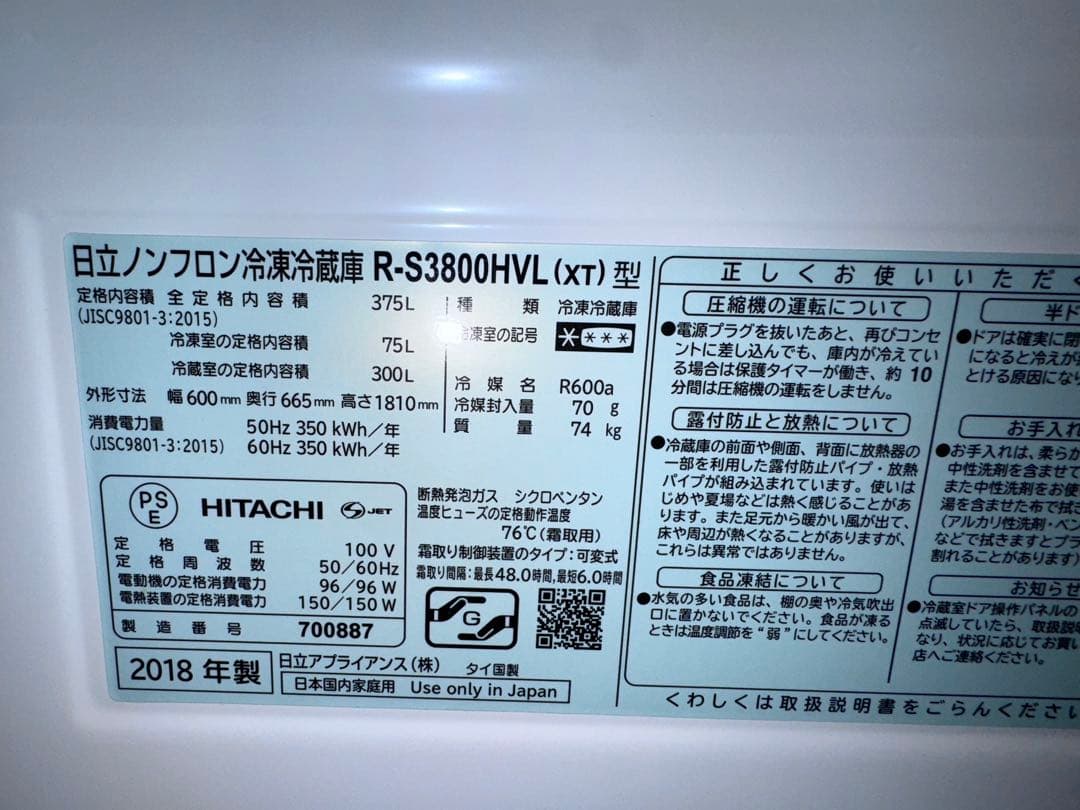 日立ノンフロン冷凍冷蔵庫 R-S3800HVL(XT)型
定格内容積 全定格内容積 375L
(JISC9801-3:2015)
冷凍室の定格内容積 75L
冷蔵室の定格内容積 300L
外形寸法 幅600mm 奥行665mm 高さ1810mm
消費電力量 50Hz 350 kWh/年
(JISC9801-3:2015) 60Hz 350 kWh/年
種類 冷凍冷蔵庫
凍室の記号 ****
冷媒名 R600a
冷媒封入量 70 g
質量 74 kg
PSE HITACHI S JET
定格電圧 100 V
定格周波数 50/60Hz
電動機の定格消費電力 96/96 W
電熱装置の定格消費電力 150/150 W
製造番号 700887
断熱発泡ガス シクロペンタン
温度ヒューズの定格動作温度
76℃(霜取用)
霜取り制御装置のタイプ:可変式
霜取り間隔:最長48.0時間,最短6.0時間
G
2018 年製
日立アプライアンス(株) タイ国製
日本国内家庭用 Use only in Japan
正しくお使いいただく
圧縮機の運転について
●電源プラグを抜いたあと、再びコンセ
ントに差し込んでも、庫内が冷えてい
る場合は保護タイマーが働き、約 10
分間は圧縮機の運転をしません。
露付防止と放熱について
●冷蔵庫の前面や側面、背面に放熱器の
一部を利用した露付防止パイプ・放熱
パイプが組み込まれています。使いは
じめや夏場などは熱く感じることがあ
ります。また足元から暖かい風が出て、
床や周辺が熱くなることがありますが、
これらは異常ではありません。
食品凍結について
●水気の多い食品は、棚の奥や冷気吹出
口に置かないでください。食品が凍る
ときは温度調節を"弱"にしてください。
半ド
●ドアは確実に閉
になると冷えが
とける原因になり
お手入れ
●お手入れは、柔らか
中性洗剤を含ませて
また中性洗剤をお使
湯を含ませた布で拭き
(アルカリ性洗剤・ベン
などで拭きますとプラ
割れることがあります)
お知らせ
●冷蔵室ドア操作パネルの
点滅していたら、取扱説明
なり、状況に応じてお買い
店へご連絡ください。
くわしくは取扱説明書をごらんください